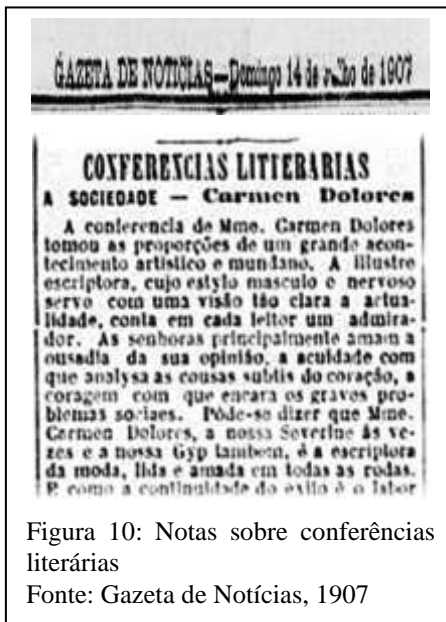 GAZETA DE NOTICIAS—Domingo 14 de Julho de 1907
CONFERENCIAS LITTERARIAS
A SOCIEDADE — Carmen Dolores
A conferencia de Mme. Carmen Dolores
tomou as proporções de um grande acon-
tecimento artistico e mundano. A illustre
escriptora, cujo estylo masculo e nervoso
serve com uma visão tão clara a actua-
lidade, conta em cada leitor um admira-
dor. As senhoras principalmente amam a
ousadia da sua opinião, a acuidade com
que analysa as cousas subtis do coração, a
coragem com que encara os graves pro-
blemas sociaes. Póde-se dizer que Mme.
Carmen Dolores, a nossa Severine ás ve-
zes e a nossa Gyp tambem, é a escriptora
da moda, lida e amada em todas as rodas.
E como a continuidade do exito é o labor
Figura 10: Notas sobre conferências
literárias
Fonte: Gazeta de Notícias, 1907